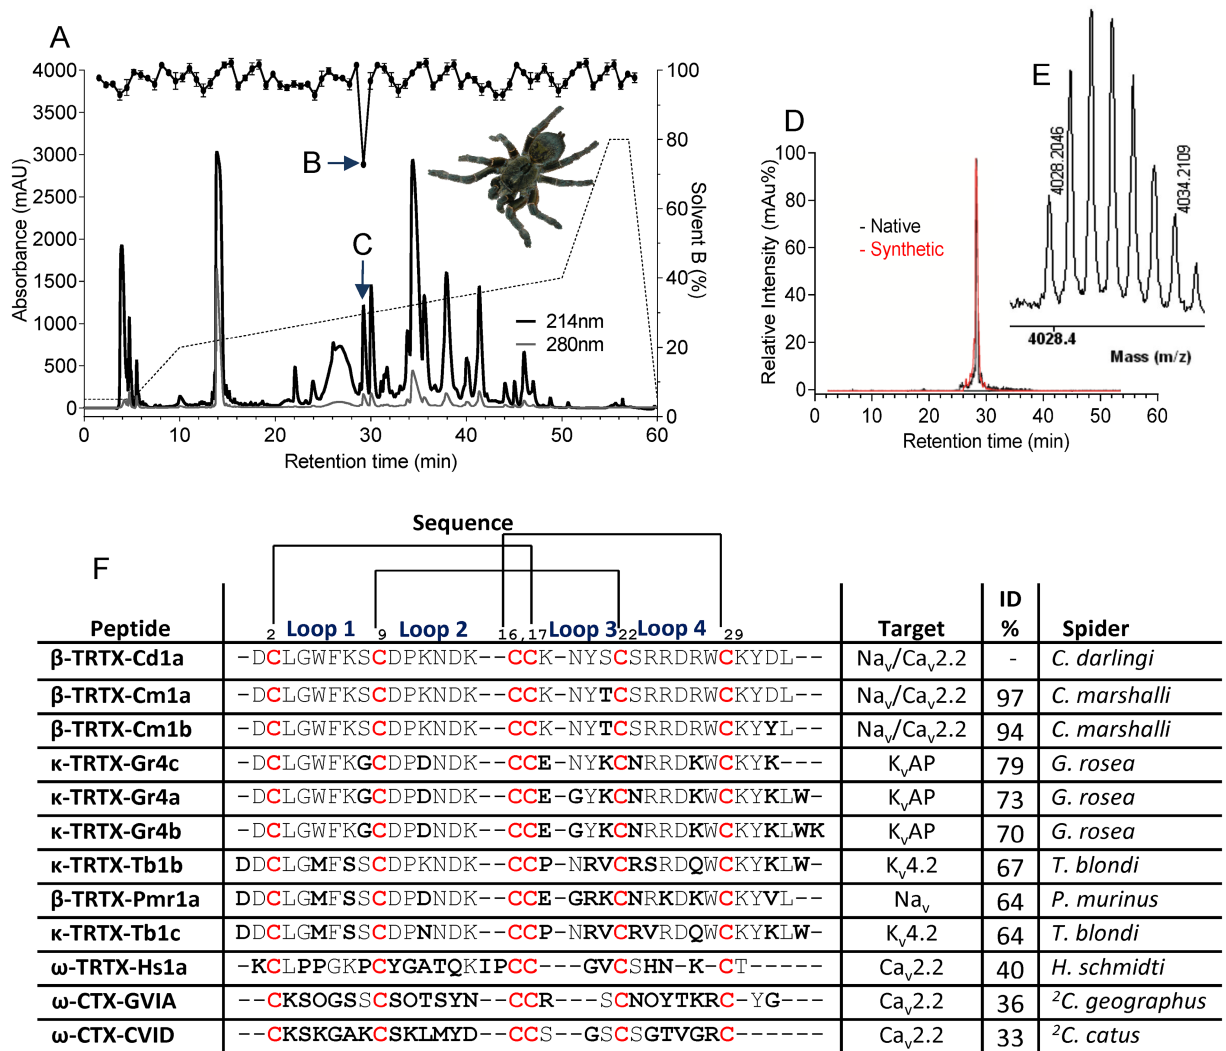 A
4000
3500
3000
2500
2000
1500
1000
500
0
Absorbance (mAU)
100
80
60
40
20
0
Solvent B (%)
B
C
214nm
280nm
0 10 20 30 40 50 60
Retention time (min)
D
100
80
60
40
20
0
Relative Intensity (mAu%)
- Native
- Synthetic
0 10 20 30 40 50 60
Retention time (min)
E
4028.2046
4034.2109
4028.4
Mass (m/z)
F
Sequence
Peptide 2 Loop 1 9 Loop 2 16,17 Loop 3 22 Loop 4 29 Target ID % Spider
β-TRTX-Cd1a -DCLGWFKSCDPKNDK--CCK-NYSCSRRDRWCKYDL-- Nav/Cav2.2 - C. darlingi
β-TRTX-Cm1a -DCLGWFKSCDPKNDK--CCK-NYTCSRRDRWCKYDL-- Nav/Cav2.2 97 C. marshalli
β-TRTX-Cm1b -DCLGWFKSCDPKNDK--CCK-NYTCSRRDRWCKYYL-- Nav/Cav2.2 94 C. marshalli
κ-TRTX-Gr4c -DCLGWFKGCDPDNDK--CCE-NYKCNRRDKWCKYK---- KvAP 79 G. rosea
κ-TRTX-Gr4a -DCLGWFKGCDPDNDK--CCE-GYKCNRRDKWCKYKLW- KvAP 73 G. rosea
κ-TRTX-Gr4b -DCLGWFKGCDPDNDK--CCE-GYKCNRRDKWCKYKLWK KvAP 70 G. rosea
κ-TRTX-Tb1b DDCLGMFSSCDPKNDK--CCP-NRVCRSRDQWCKYKLW- Kv4.2 67 T. blondi
β-TRTX-Pmr1a DDCLGMFSSCDPDNDK--CCE-GRKCNRKDKWCKYVL-- Nav 64 P. murinus
κ-TRTX-Tb1c DDCLGMFSSCDPNNDK--CCP-NRVCRVRDQWCKYKLW- Kv4.2 64 T. blondi
ω-TRTX-Hs1a -KCLPPGKPCYGATQKIPCC---GVCSHN-K-CT----- Cav2.2 40 H. schmidti
ω-CTX-GVIA --CKSOGSSCSOTSYN--CCR---SCNOYTKRC-YG--- Cav2.2 36 2C. geographus
ω-CTX-CVID --CKSKGAKCSKLMYD--CCS--GSCSGTVGRC------ Cav2.2 33 2C. catus